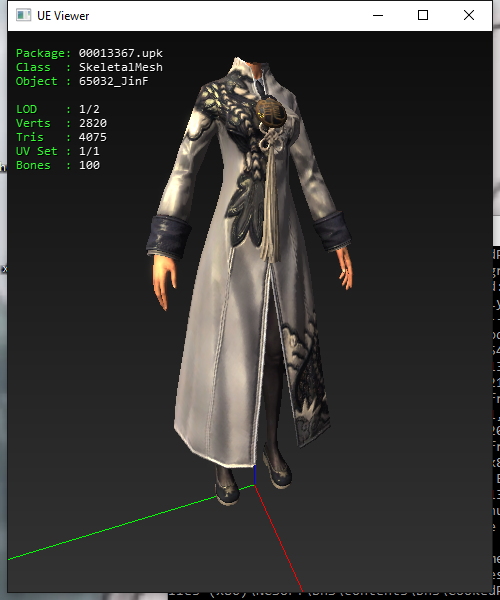 UE Viewer
Package: 00013367.upk
Class : SkeletalMesh
Object : 65032_JinF
LOD : 1/2
Verts : 2820
Tris : 4075
UV Set : 1/1
Bones : 100